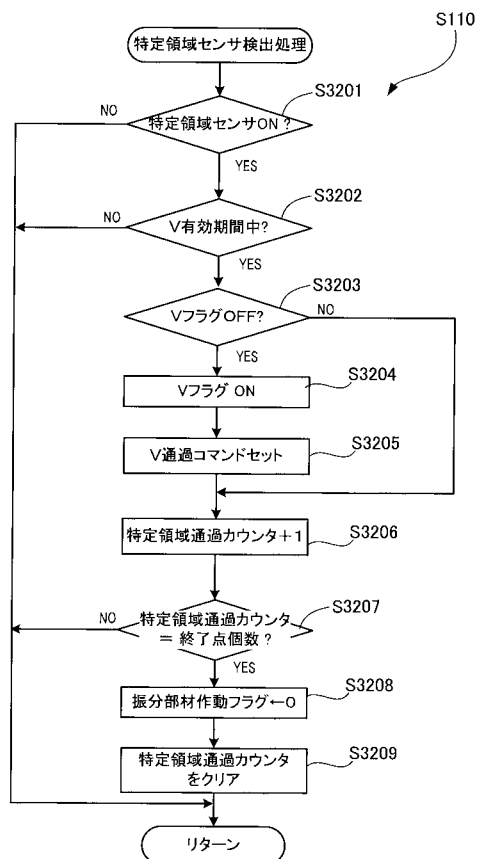 S110
特定領域センサ検出処理
S3201
特定領域センサON?
NO
YES
S3202
V有効期間中?
NO
YES
S3203
VフラグOFF?
NO
YES
S3204
Vフラグ ON
S3205
V通過コマンドセット
S3206
特定領域通過カウンタ+1
S3207
特定領域通過カウンタ
= 終了点個数?
NO
YES
S3208
振分部材作動フラグ←0
S3209
特定領域通過カウンタ
をクリア
リターン